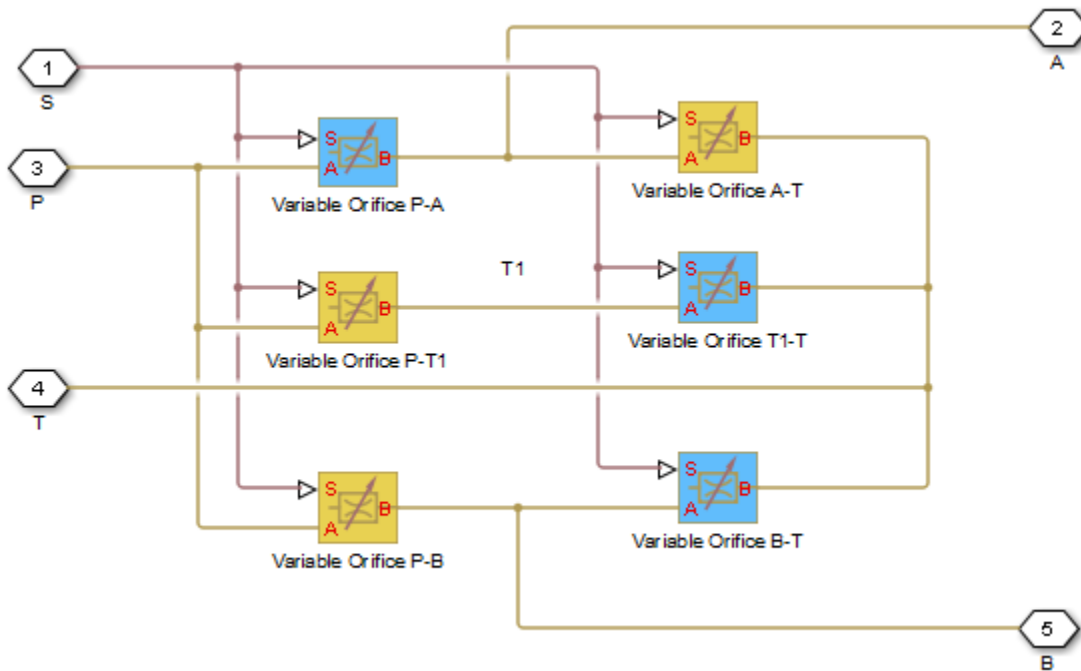 2
A
1
S
S
A
B
Variable Orifice P-A
S
A
B
Variable Orifice A-T
3
P
T1
S
A
B
Variable Orifice P-T1
S
A
B
Variable Orifice T1-T
4
T
S
A
B
Variable Orifice P-B
S
A
B
Variable Orifice B-T
5
B